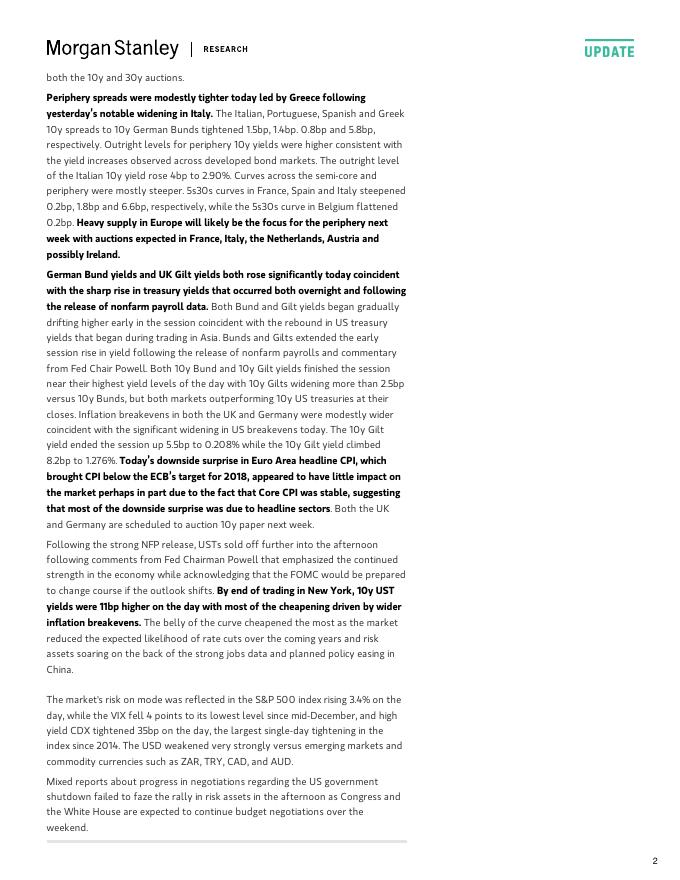 Morgan Stanley | RESEARCH
UPDATE
both the 10y and 30y auctions.
Periphery spreads were modestly tighter today led by Greece following
yesterday's notable widening in Italy. The Italian, Portuguese, Spanish and Greek
10y spreads to 10y German Bunds tightened 1.5bp, 1.4bp. 0.8bp and 5.8bp,
respectively. Outright levels for periphery 10y yields were higher consistent with
the yield increases observed across developed bond markets. The outright level
of the Italian 10y yield rose 4bp to 2.90%. Curves across the semi-core and
periphery were mostly steeper. 5s30s curves in France, Spain and Italy steepened
0.2bp, 1.8bp and 6.6bp, respectively, while the 5s30s curve in Belgium flattened
0.2bp. Heavy supply in Europe will likely be the focus for the periphery next
week with auctions expected in France, Italy, the Netherlands, Austria and
possibly Ireland.
German Bund yields and UK Gilt yields both rose significantly today coincident
with the sharp rise in treasury yields that occurred both overnight and following
the release of nonfarm payroll data. Both Bund and Gilt yields began gradually
drifting higher early in the session coincident with the rebound in US treasury
yields that began during trading in Asia. Bunds and Gilts extended the early
session rise in yield following the release of nonfarm payrolls and commentary
from Fed Chair Powell. Both 10y Bund and 10y Gilt yields finished the session
near their highest yield levels of the day with 10y Gilts widening more than 2.5bp
versus 10y Bunds, but both markets outperforming 10y US treasuries at their
closes. Inflation breakevens in both the UK and Germany were modestly wider
coincident with the significant widening in US breakevens today. The 10y Gilt
yield ended the session up 5.5bp to 0.208% while the 10y Gilt yield climbed
8.2bp to 1.276%. Today's downside surprise in Euro Area headline CPI, which
brought CPI below the ECB's target for 2018, appeared to have little impact on
the market perhaps in part due to the fact that Core CPI was stable, suggesting
that most of the downside surprise was due to headline sectors. Both the UK
and Germany are scheduled to auction 10y paper next week.
Following the strong NFP release, USTs sold off further into the afternoon
following comments from Fed Chairman Powell that emphasized the continued
strength in the economy while acknowledging that the FOMC would be prepared
to change course if the outlook shifts. By end of trading in New York, 10y UST
yields were 11bp higher on the day with most of the cheapening driven by wider
inflation breakevens. The belly of the curve cheapened the most as the market
reduced the expected likelihood of rate cuts over the coming years and risk
assets soaring on the back of the strong jobs data and planned policy easing in
China.
The market's risk on mode was reflected in the S&P 500 index rising 3.4% on the
day, while the VIX fell 4 points to its lowest level since mid-December, and high
yield CDX tightened 35bp on the day, the largest single-day tightening in the
index since 2014. The USD weakened very strongly versus emerging markets and
commodity currencies such as ZAR, TRY, CAD, and AUD.
Mixed reports about progress in negotiations regarding the US government
shutdown failed to faze the rally in risk assets in the afternoon as Congress and
the White House are expected to continue budget negotiations over the
weekend.
2